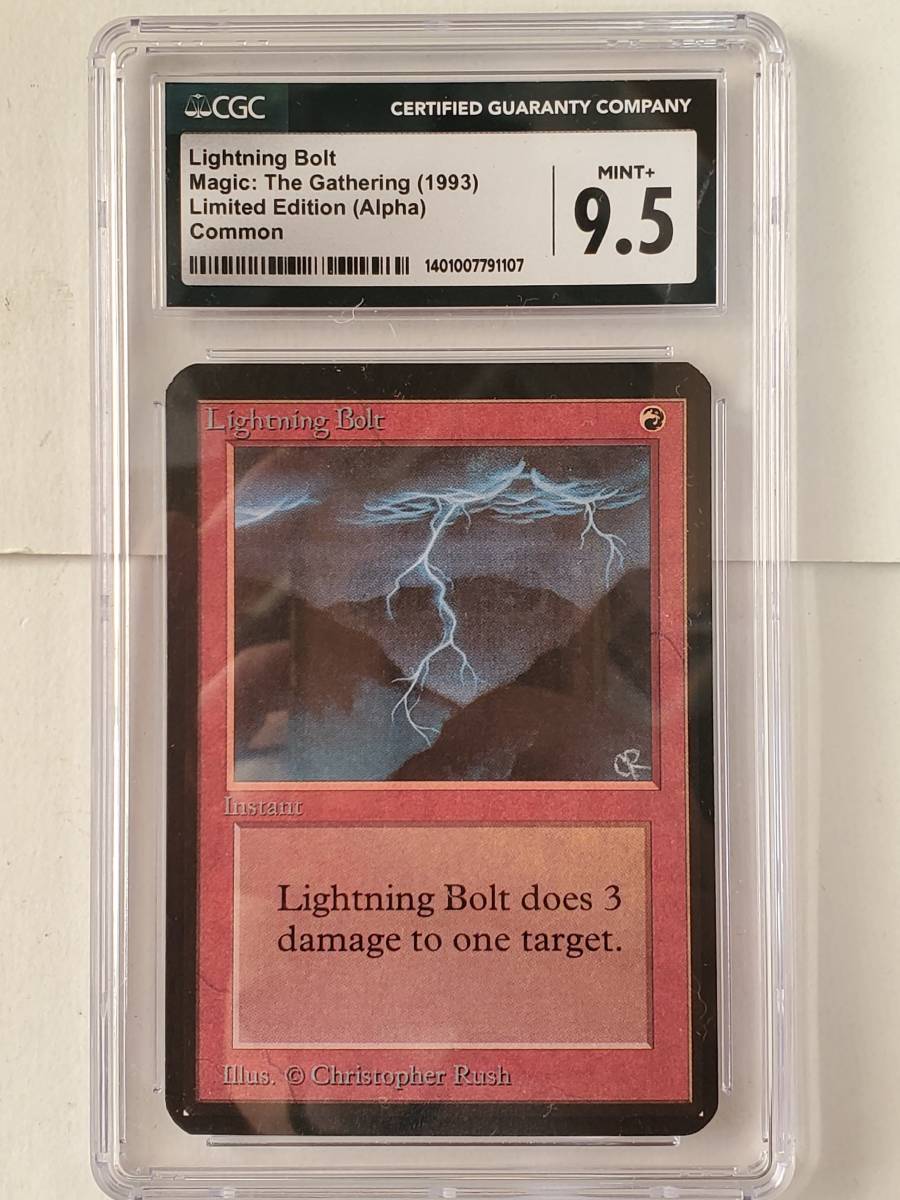 CGC
CERTIFIED GUARANTY COMPANY
Lightning Bolt
Magic: The Gathering (1993)
Limited Edition (Alpha)
Common
MINT+
9.5
1401007791107
Lightning Bolt
CR
Instant
Lightning Bolt does 3
damage to one target.
Illus. © Christopher Rush